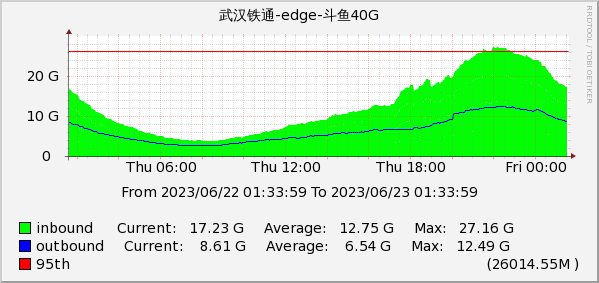 武汉铁通-edge-斗鱼40G
RRDTOOL / TOBI OETIKER
20 G
10 G
0
Thu 06:00 Thu 12:00 Thu 18:00 Fri 00:00
From 2023/06/22 01:33:59 To 2023/06/23 01:33:59
inbound Current: 17.23 G Average: 12.75 G Max: 27.16 G
outbound Current: 8.61 G Average: 6.54 G Max: 12.49 G
95th (26014.55M )